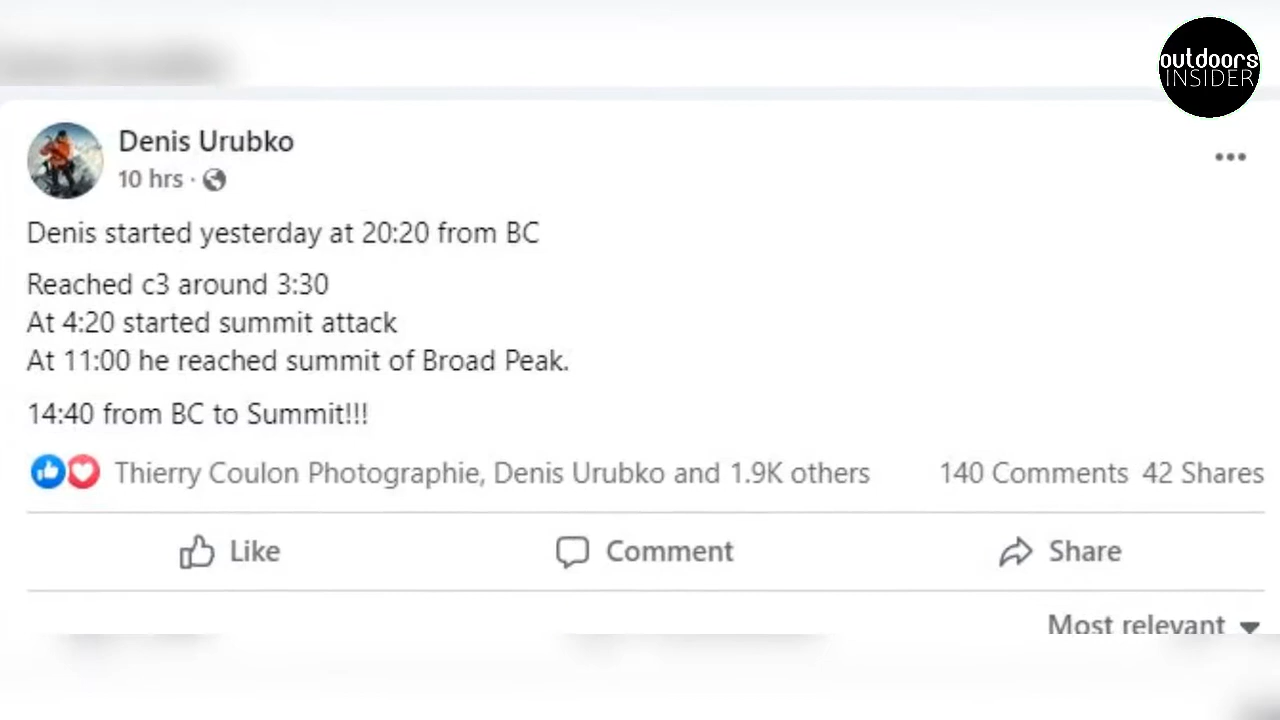 outdoors
INSIDER
Denis Urubko
10 hrs ·
Denis started yesterday at 20:20 from BC
Reached c3 around 3:30
At 4:20 started summit attack
At 11:00 he reached summit of Broad Peak.
14:40 from BC to Summit!!!
Thierry Coulon Photographie, Denis Urubko and 1.9K others 140 Comments 42 Shares
Like Comment Share
Most relevant